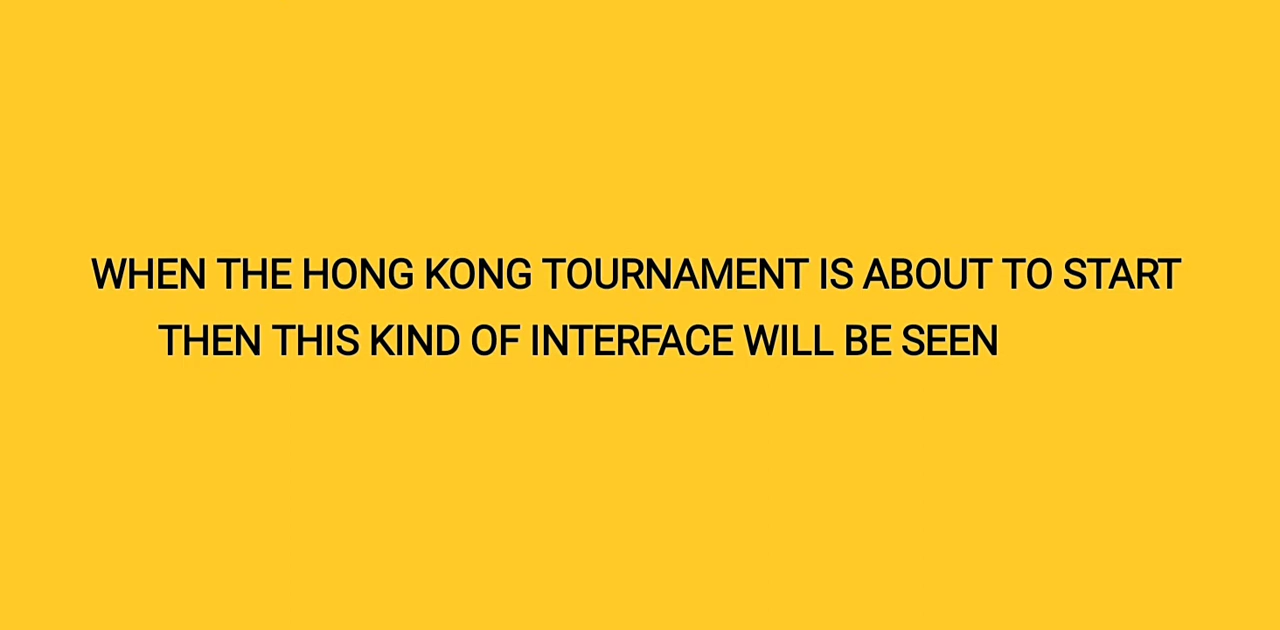 WHEN THE HONG KONG TOURNAMENT IS ABOUT TO START
THEN THIS KIND OF INTERFACE WILL BE SEEN